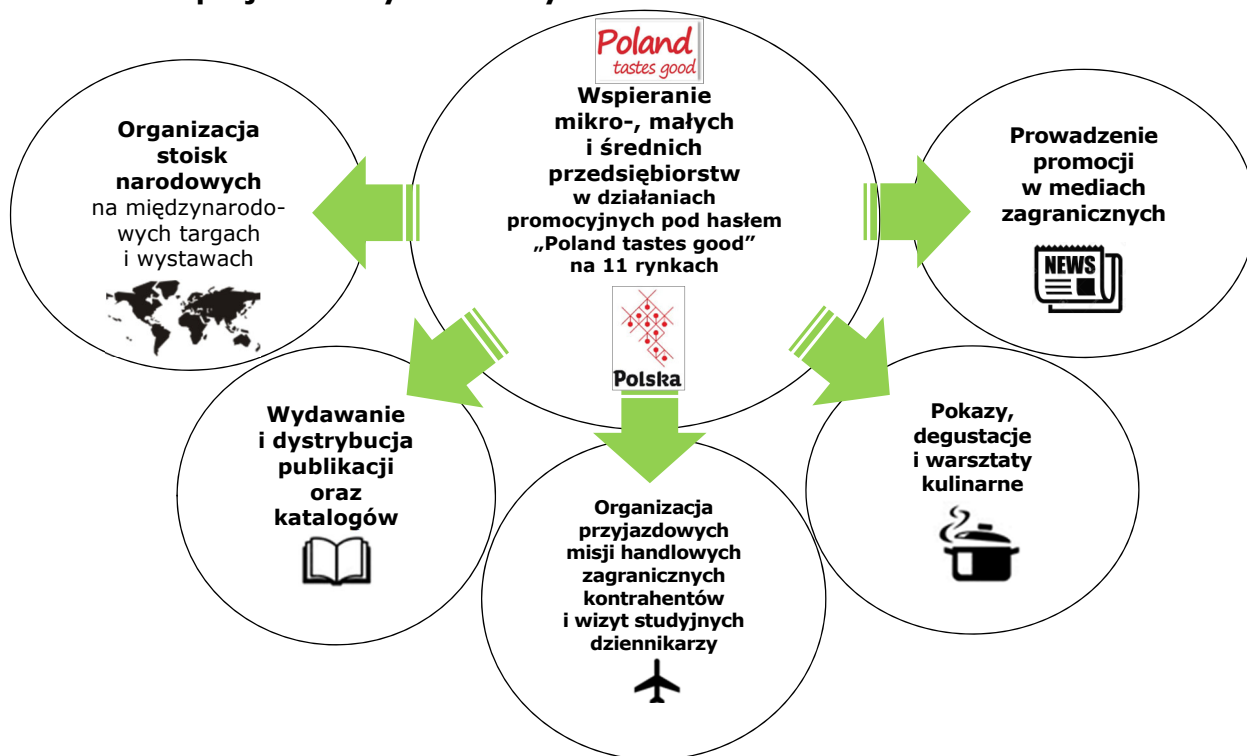 Poland
tastes good
Wspieranie
mikro-, małych
i średnich
przedsiębiorstw
w działaniach
promocyjnych pod hasłem
„Poland tastes good”
na 11 rynkach
Polska
Organizacja
stoisk
narodowych
na międzynarodo-
wych targach
i wystawach
Wydawanie
i dystrybucja
publikacji
oraz
katalogów
Organizacja
przyjazdowych
misji handlowych
zagranicznych
kontrahentów
i wizyt studyjnych
dziennikarzy
Pokazy,
degustacje
i warsztaty
kulinarne
Prowadzenie
promocji
w mediach
zagranicznych
NEWS